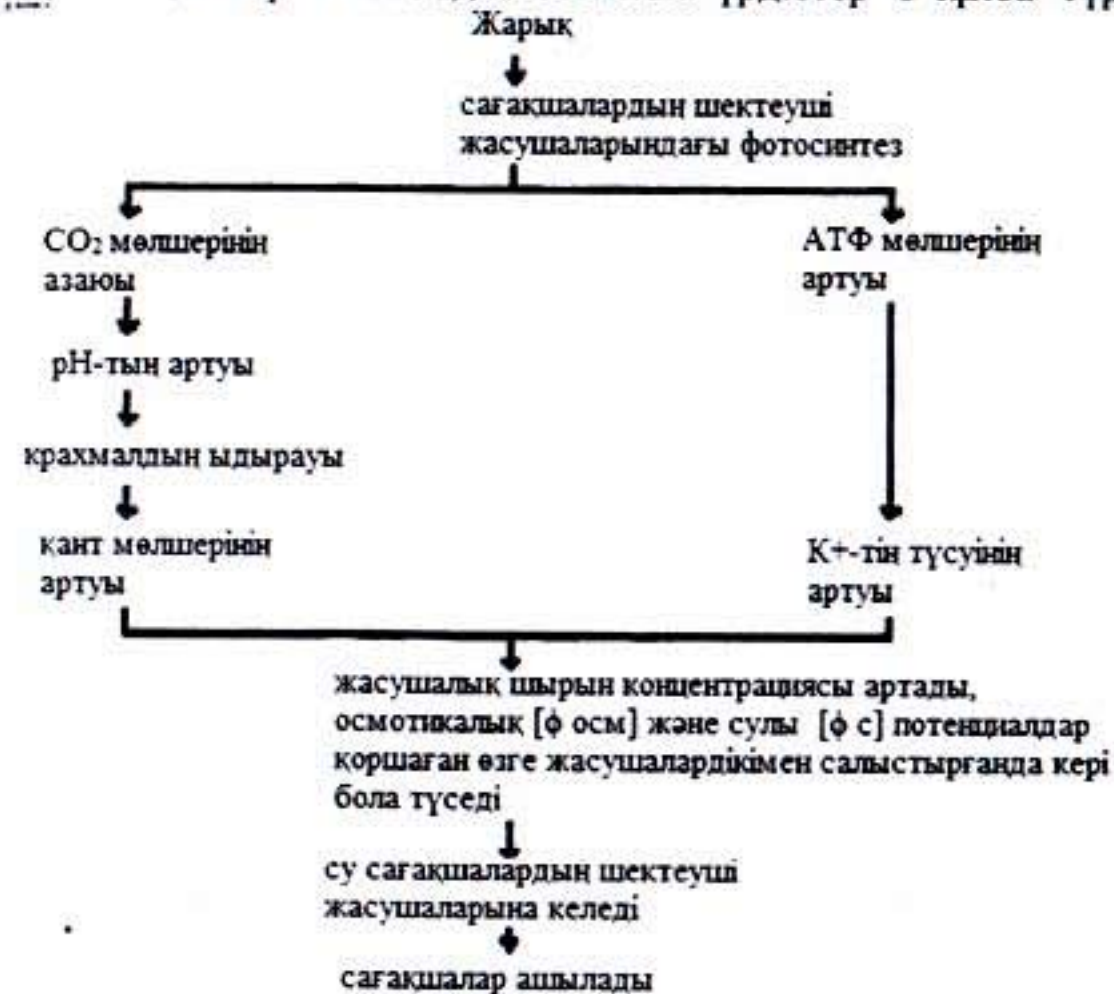 Жарық
сағақшалардың шектеуші
жасушаларындағы фотосинтез
CO₂ мөлшерінің
азаюы
АТФ мөлшерінің
артуы
pH-тың артуы
крахмалдың ыдырауы
қант мөлшерінің
артуы
K+-тің түсуінің
артуы
жасушалық шырын концентрациясы артады,
осмотикалық [ϕ осм] және сулы [ϕ с] потенциалдар
қоршаған өзге жасушалардікімен салыстырғанда кері
бола түседі
су сағақшалардың шектеуші
жасушаларына келеді
сағақшалар ашылады